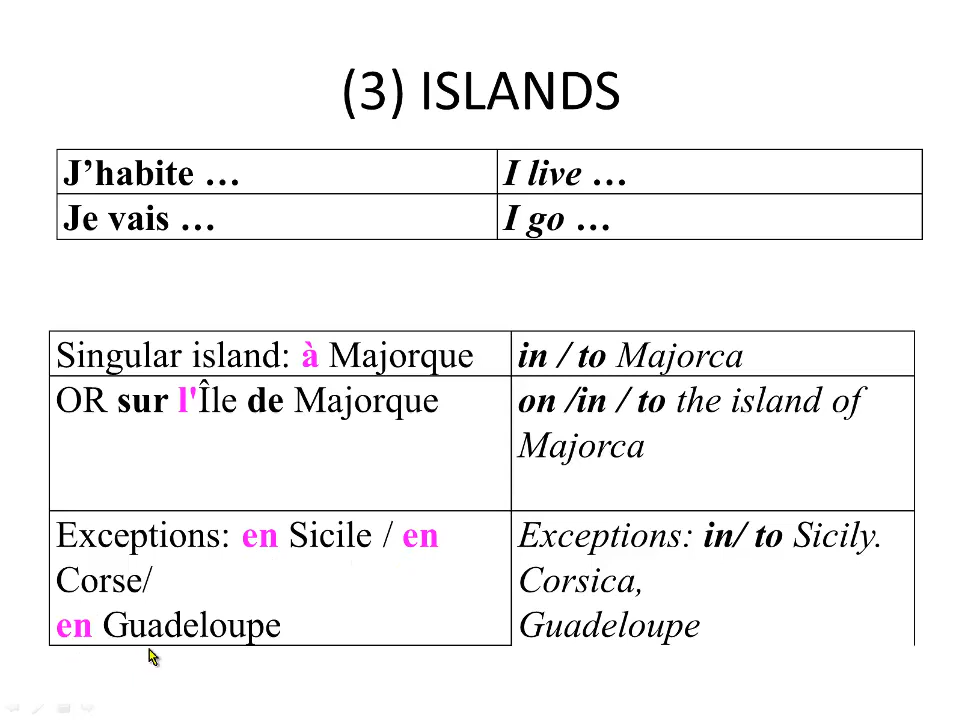 (3) ISLANDS
J’habite …
I live …
Je vais …
I go …
Singular island: à Majorque
in / to Majorca
OR sur l'Île de Majorque
on /in / to the island of
Majorca
Exceptions: en Sicile / en
Corse/
en Guadeloupe
Exceptions: in/ to Sicily.
Corsica,
Guadeloupe